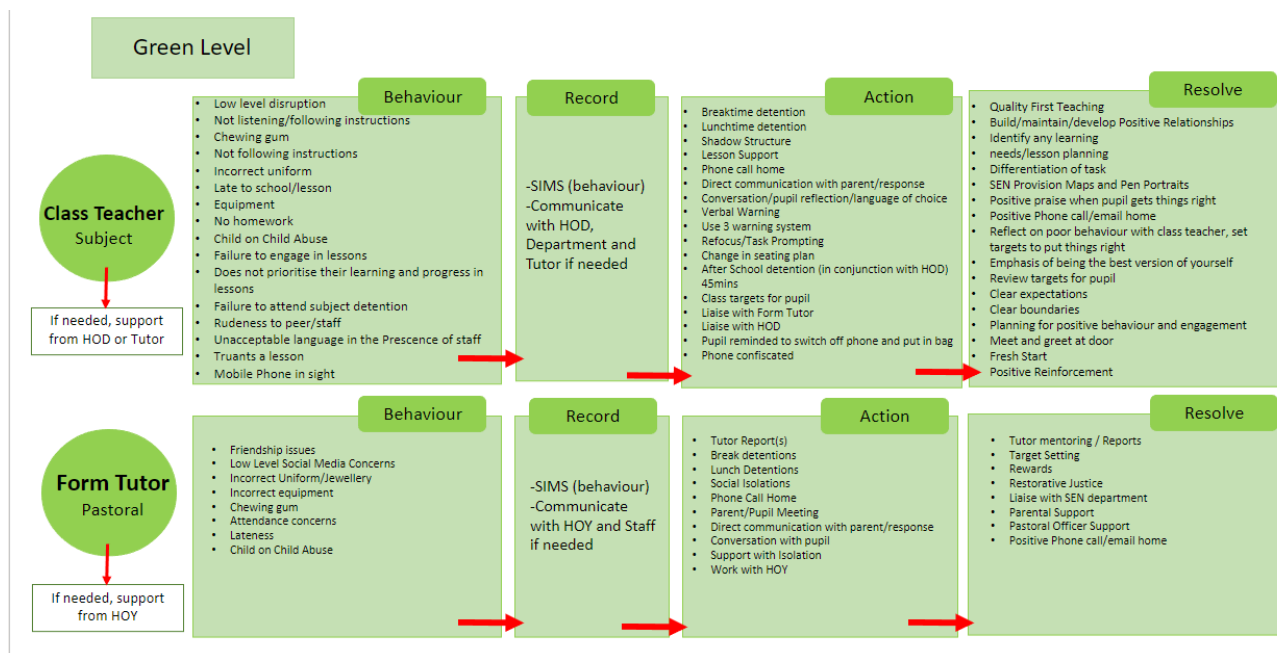 Green Level
Class Teacher
Subject
If needed, support
from HOD or Tutor
Behaviour
• Low level disruption
• Not listening/following instructions
• Chewing gum
• Not following instructions
• Incorrect uniform
• Late to school/lesson
• Equipment
• No homework
• Child on Child Abuse
• Failure to engage in lessons
• Does not prioritise their learning and progress in
lessons
• Failure to attend subject detention
• Rudeness to peer/staff
• Unacceptable language in the Prescence of staff
• Truants a lesson
• Mobile Phone in sight
Record
-SIMS (behaviour)
-Communicate
with HOD,
Department and
Tutor if needed
Action
• Breaktime detention
• Lunchtime detention
• Shadow Structure
• Lesson Support
• Phone call home
• Direct communication with parent/response
• Conversation/pupil reflection/language of choice
• Verbal Warning
• Use 3 warning system
• Refocus/Task Prompting
• Change in seating plan
• After School detention (in conjunction with HOD)
45mins
• Class targets for pupil
• Liaise with Form Tutor
• Liaise with HOD
• Pupil reminded to switch off phone and put in bag
• Phone confiscated
Resolve
• Quality First Teaching
• Build/maintain/develop Positive Relationships
• Identify any learning
• needs/lesson planning
• Differentiation of task
• SEN Provision Maps and Pen Portraits
• Positive praise when pupil gets things right
• Positive Phone call/email home
• Reflect on poor behaviour with class teacher, set
targets to put things right
• Emphasis of being the best version of yourself
• Review targets for pupil
• Clear expectations
• Clear boundaries
• Planning for positive behaviour and engagement
• Meet and greet at door
• Fresh Start
• Positive Reinforcement
Form Tutor
Pastoral
If needed, support
from HOY
Behaviour
• Friendship issues
• Low Level Social Media Concerns
• Incorrect Uniform/Jewellery
• Incorrect equipment
• Chewing gum
• Attendance concerns
• Lateness
• Child on Child Abuse
Record
-SIMS (behaviour)
-Communicate
with HOY and Staff
if needed
Action
• Tutor Report(s)
• Break detentions
• Lunch Detentions
• Social Isolations
• Phone Call Home
• Parent/Pupil Meeting
• Direct communication with parent/response
• Conversation with pupil
• Support with Isolation
• Work with HOY
Resolve
• Tutor mentoring / Reports
• Target Setting
• Rewards
• Restorative Justice
• Liaise with SEN department
• Parental Support
• Pastoral Officer Support
• Positive Phone call/email home